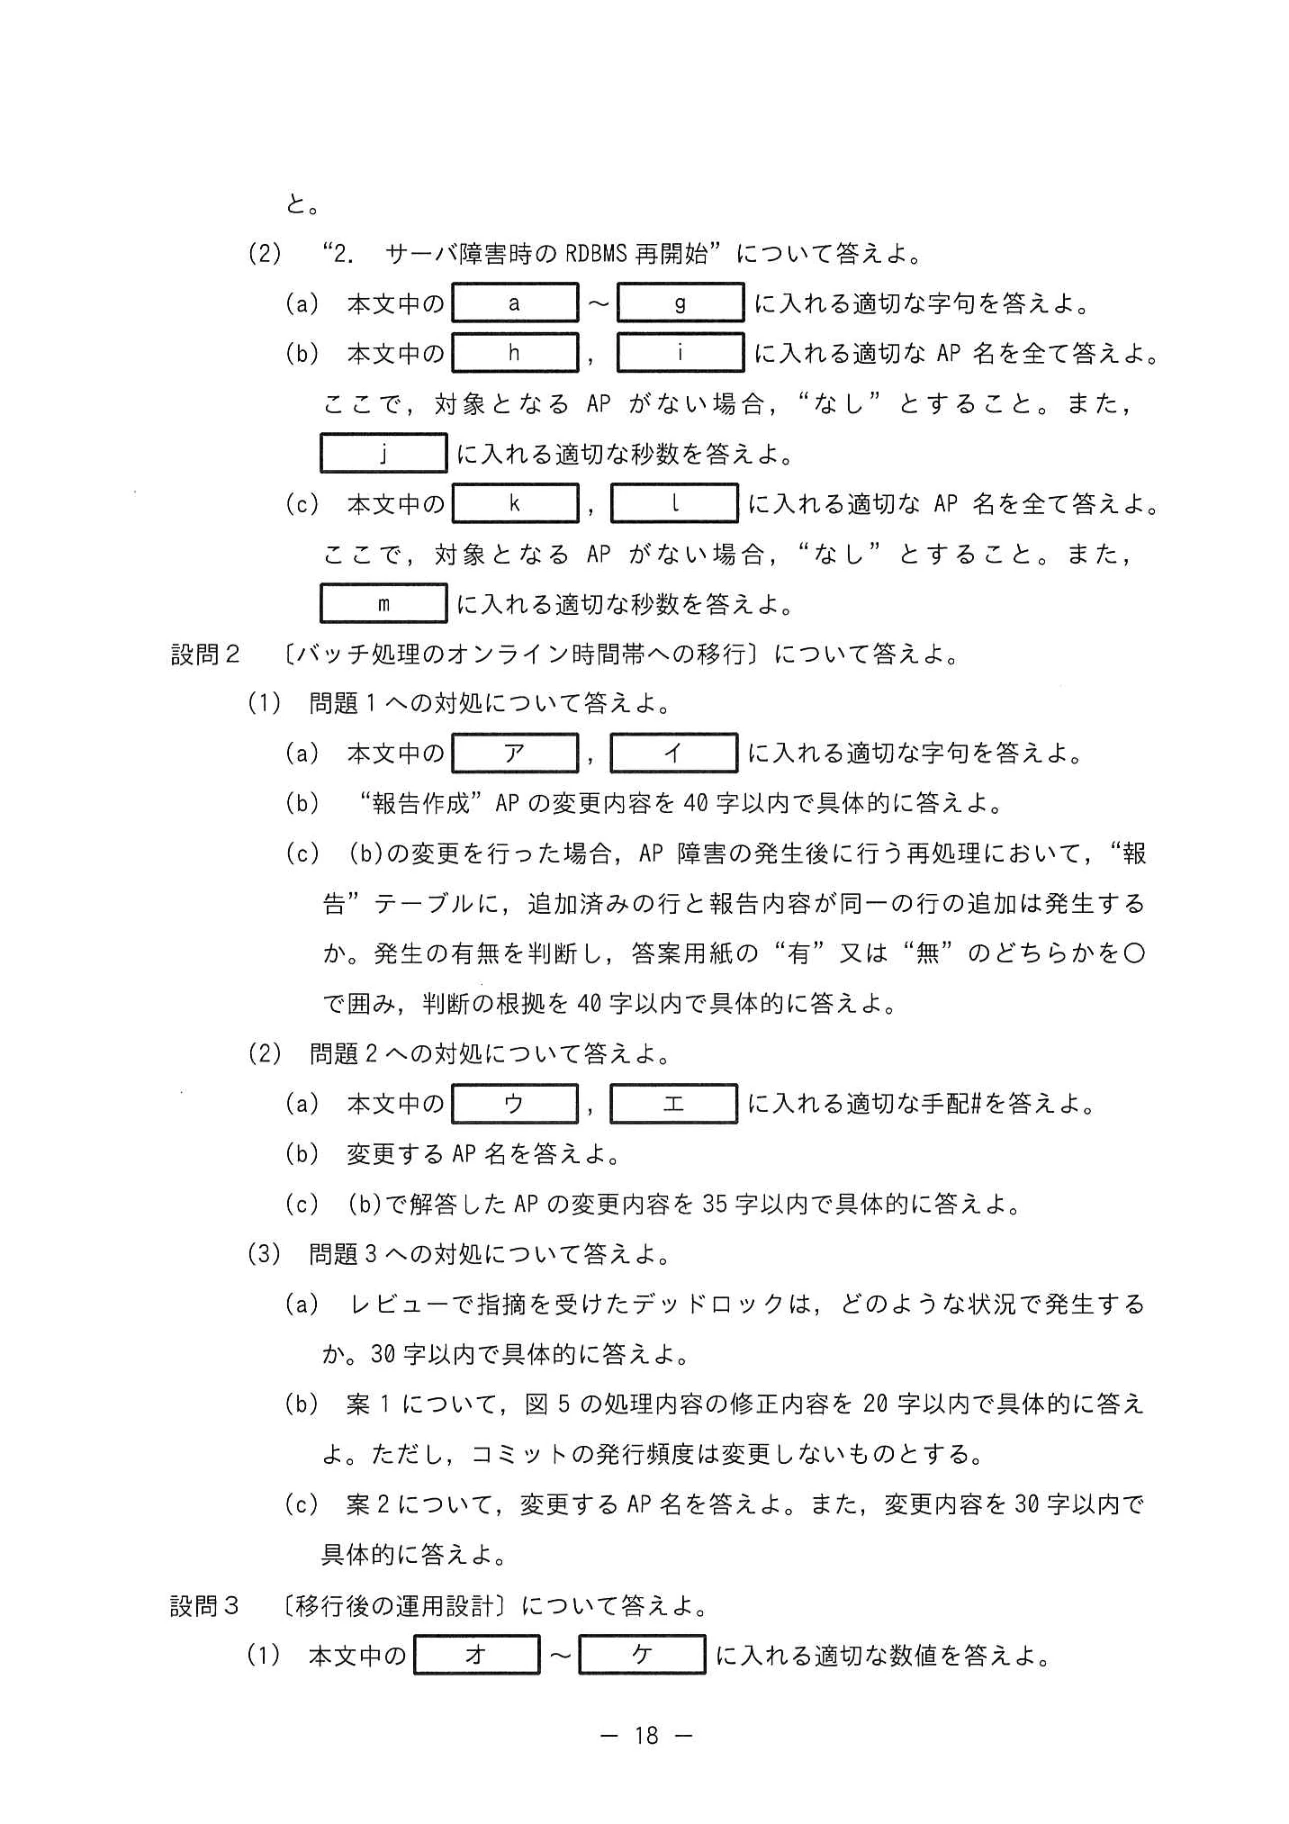 と。
(2) “2. サーバ障害時の RDBMS 再開始”について答えよ。
(a) 本文中の a ～ g に入れる適切な字句を答えよ。
(b) 本文中の h , i に入れる適切な AP 名を全て答えよ。
ここで，対象となる AP がない場合，“なし”とすること。また，
j に入れる適切な秒数を答えよ。
(c) 本文中の k , l に入れる適切な AP 名を全て答えよ。
ここで，対象となる AP がない場合，“なし”とすること。また，
m に入れる適切な秒数を答えよ。
設問２ 〔バッチ処理のオンライン時間帯への移行〕について答えよ。
(1) 問題 1 への対処について答えよ。
(a) 本文中の ア , イ に入れる適切な字句を答えよ。
(b) “報告作成”AP の変更内容を 40 字以内で具体的に答えよ。
(c) (b)の変更を行った場合，AP 障害の発生後に行う再処理において，“報
告”テーブルに，追加済みの行と報告内容が同一の行の追加は発生する
か。発生の有無を判断し，答案用紙の“有”又は“無”のどちらかを〇
で囲み，判断の根拠を 40 字以内で具体的に答えよ。
(2) 問題 2 への対処について答えよ。
(a) 本文中の ウ , エ に入れる適切な手配#を答えよ。
(b) 変更する AP 名を答えよ。
(c) (b)で解答した AP の変更内容を 35 字以内で具体的に答えよ。
(3) 問題 3 への対処について答えよ。
(a) レビューで指摘を受けたデッドロックは，どのような状況で発生する
か。30 字以内で具体的に答えよ。
(b) 案 1 について，図 5 の処理内容の修正内容を 20 字以内で具体的に答え
よ。ただし，コミットの発行頻度は変更しないものとする。
(c) 案 2 について，変更する AP 名を答えよ。また，変更内容を 30 字以内で
具体的に答えよ。
設問３ 〔移行後の運用設計〕について答えよ。
(1) 本文中の オ ～ ケ に入れる適切な数値を答えよ。
－ 18 －